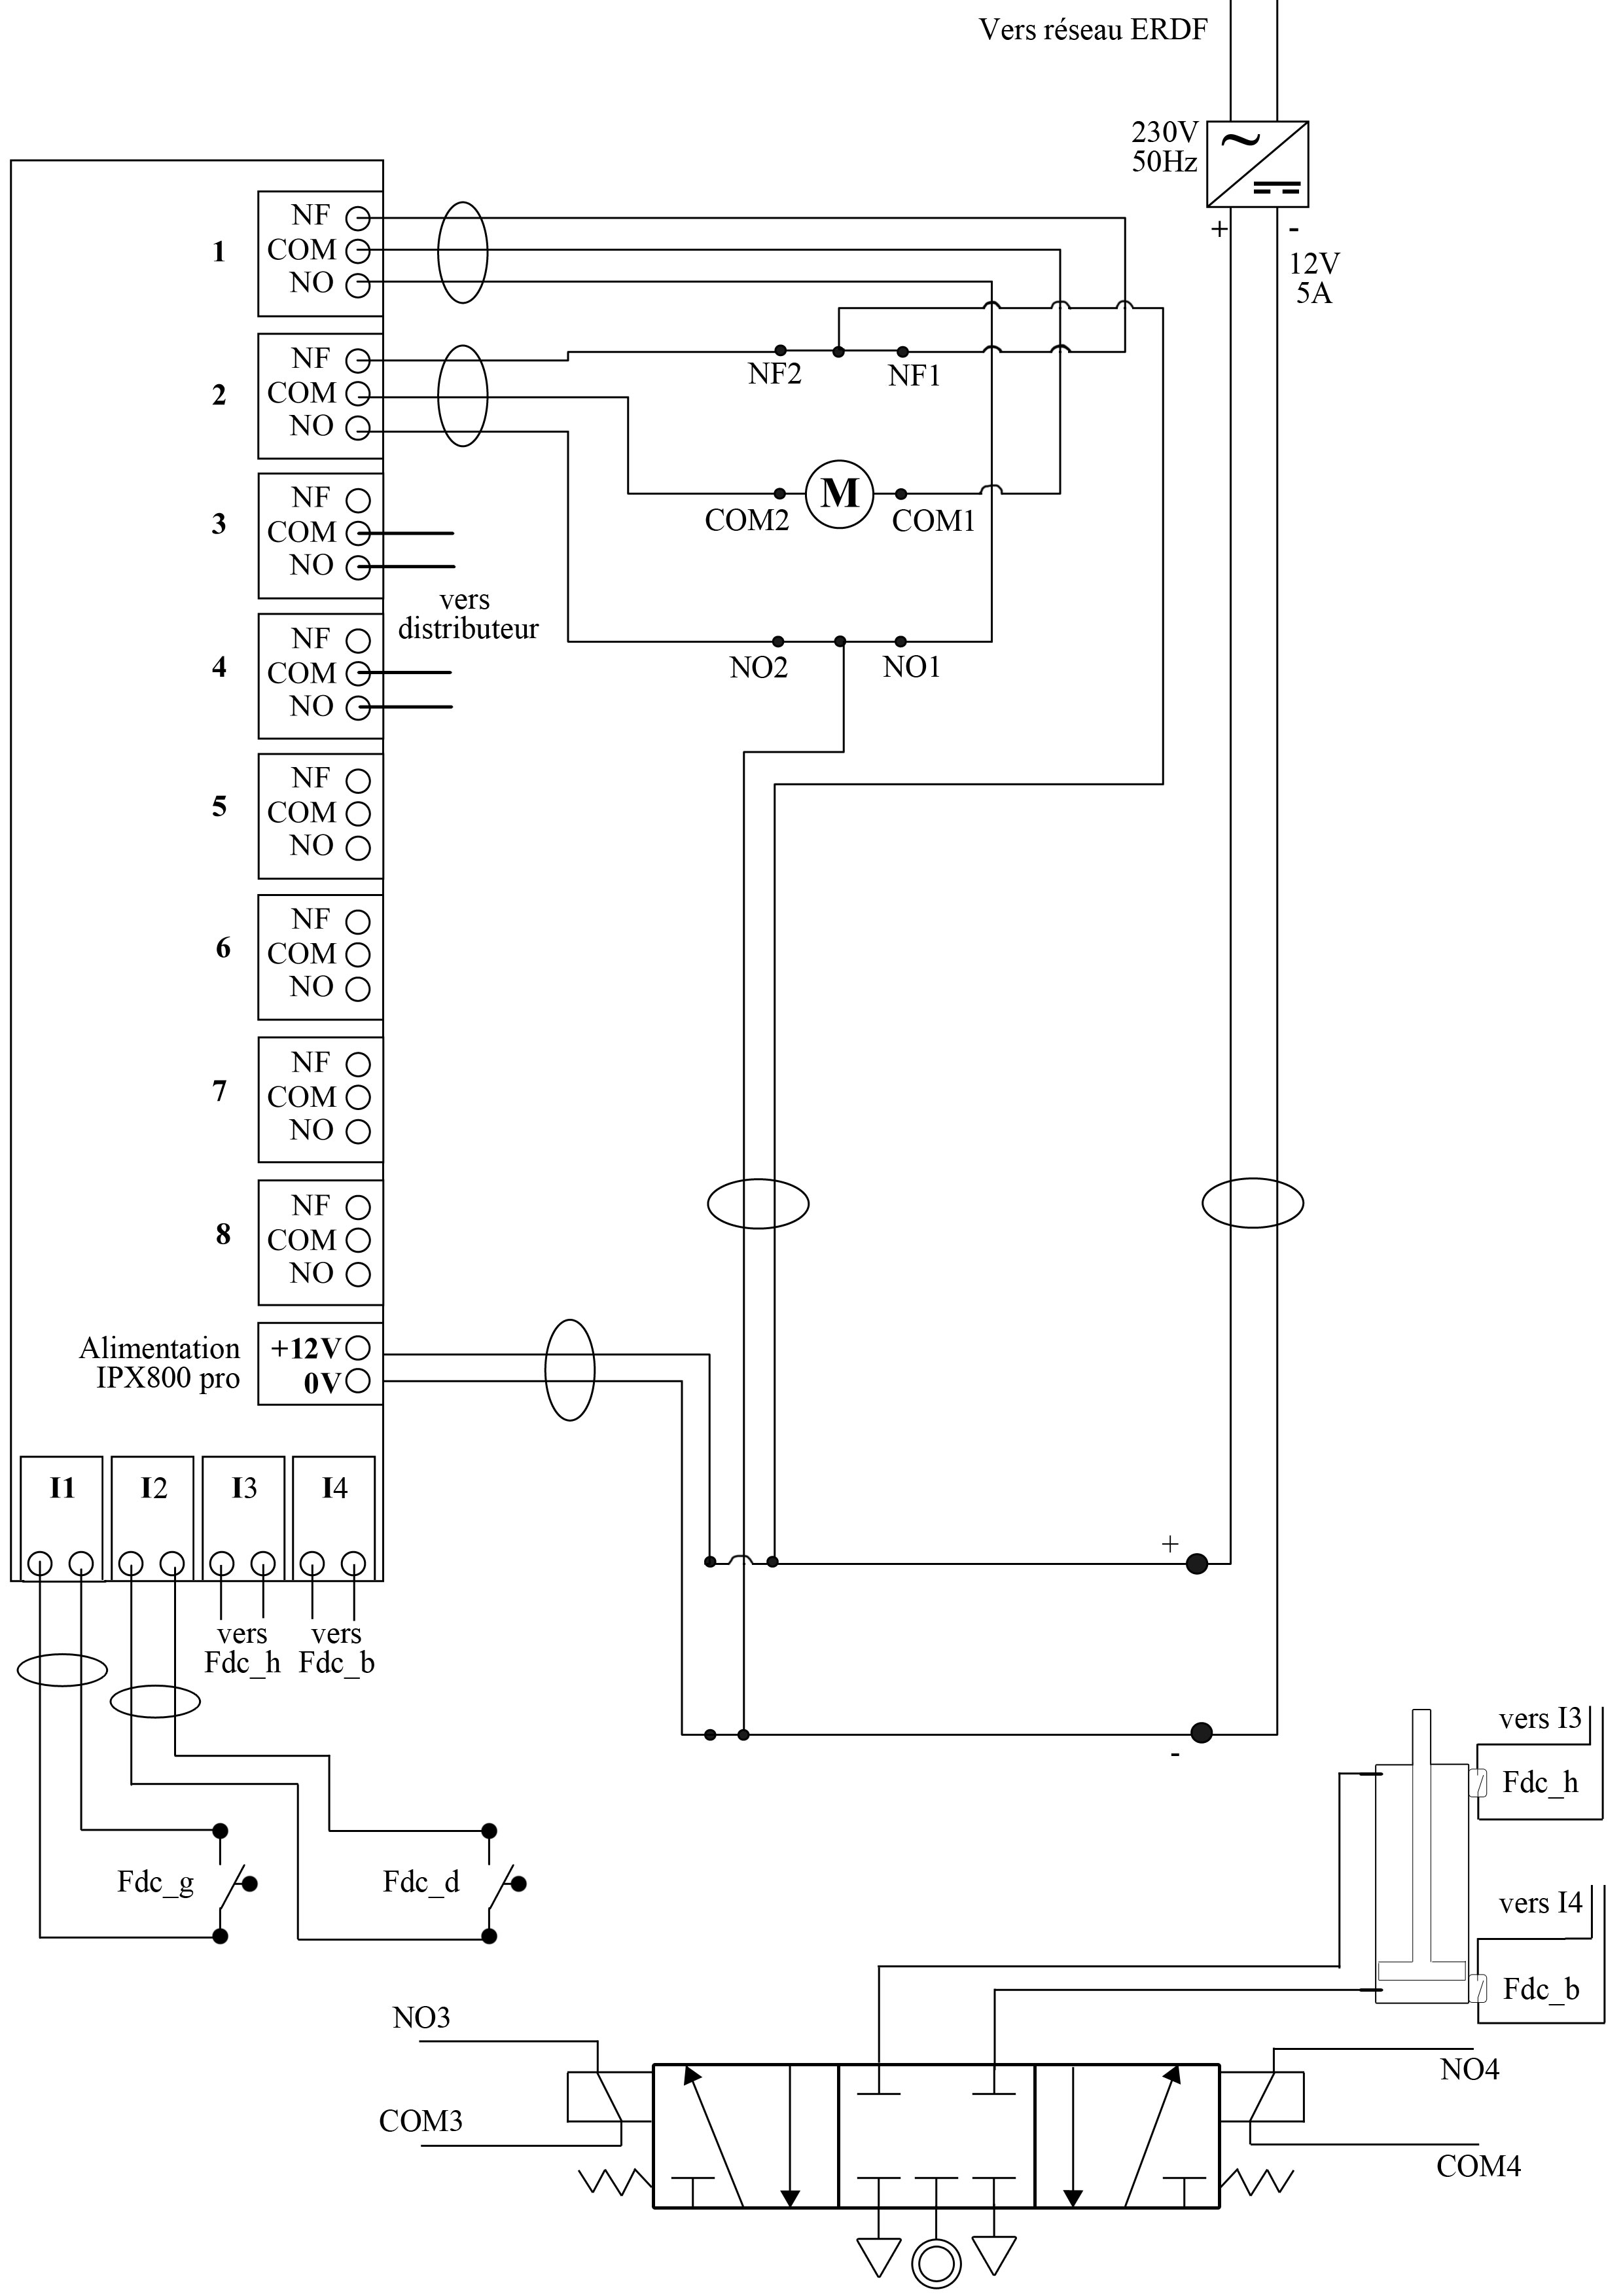 Vers réseau ERDF
230V
50Hz
+
-
12V
5A
1
NF
COM
NO
2
NF
COM
NO
NF2
NF1
COM2
M
COM1
NO2
NO1
3
NF
COM
NO
vers
distributeur
4
NF
COM
NO
5
NF
COM
NO
6
NF
COM
NO
7
NF
COM
NO
8
NF
COM
NO
Alimentation
IPX800 pro
+12V
0V
I1
I2
I3
I4
vers
Fdc_h
vers
Fdc_b
+
-
Fdc_g
Fdc_d
vers I3
Fdc_h
vers I4
Fdc_b
NO3
COM3
NO4
COM4